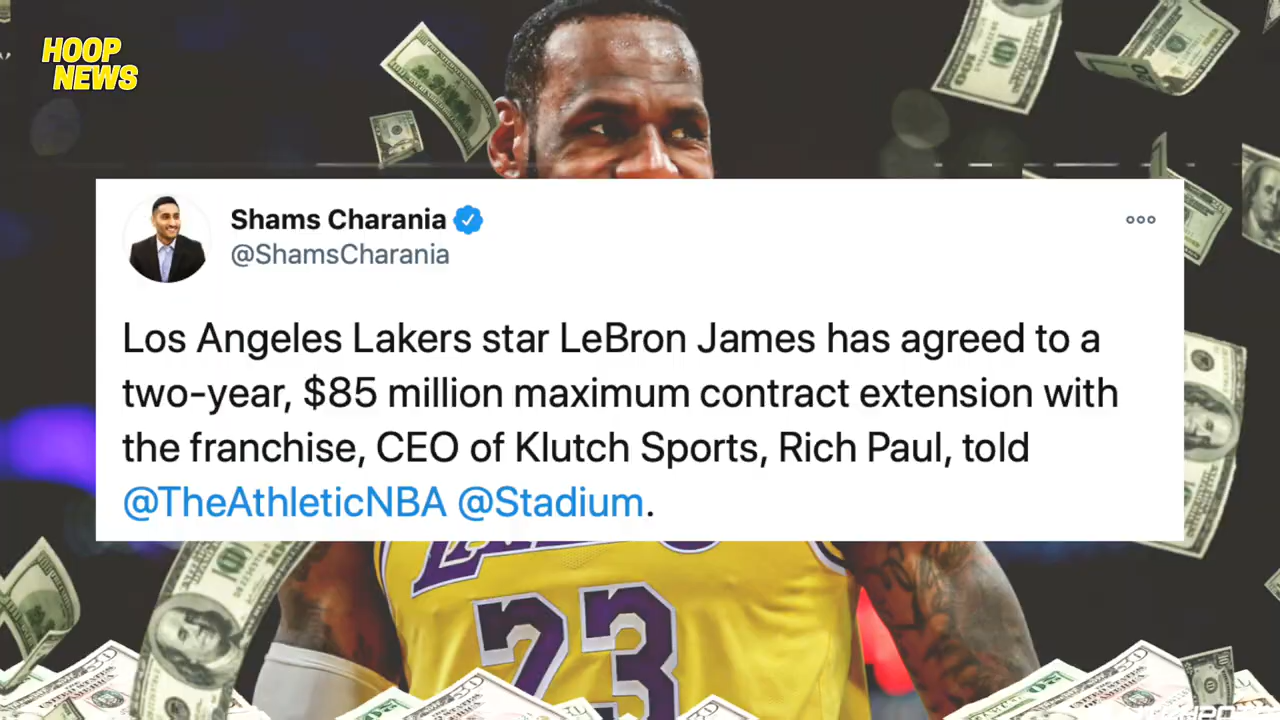 HOOP
NEWS
Shams Charania
@ShamsCharania
Los Angeles Lakers star LeBron James has agreed to a
two-year, $85 million maximum contract extension with
the franchise, CEO of Klutch Sports, Rich Paul, told
@TheAthleticNBA @Stadium.
23